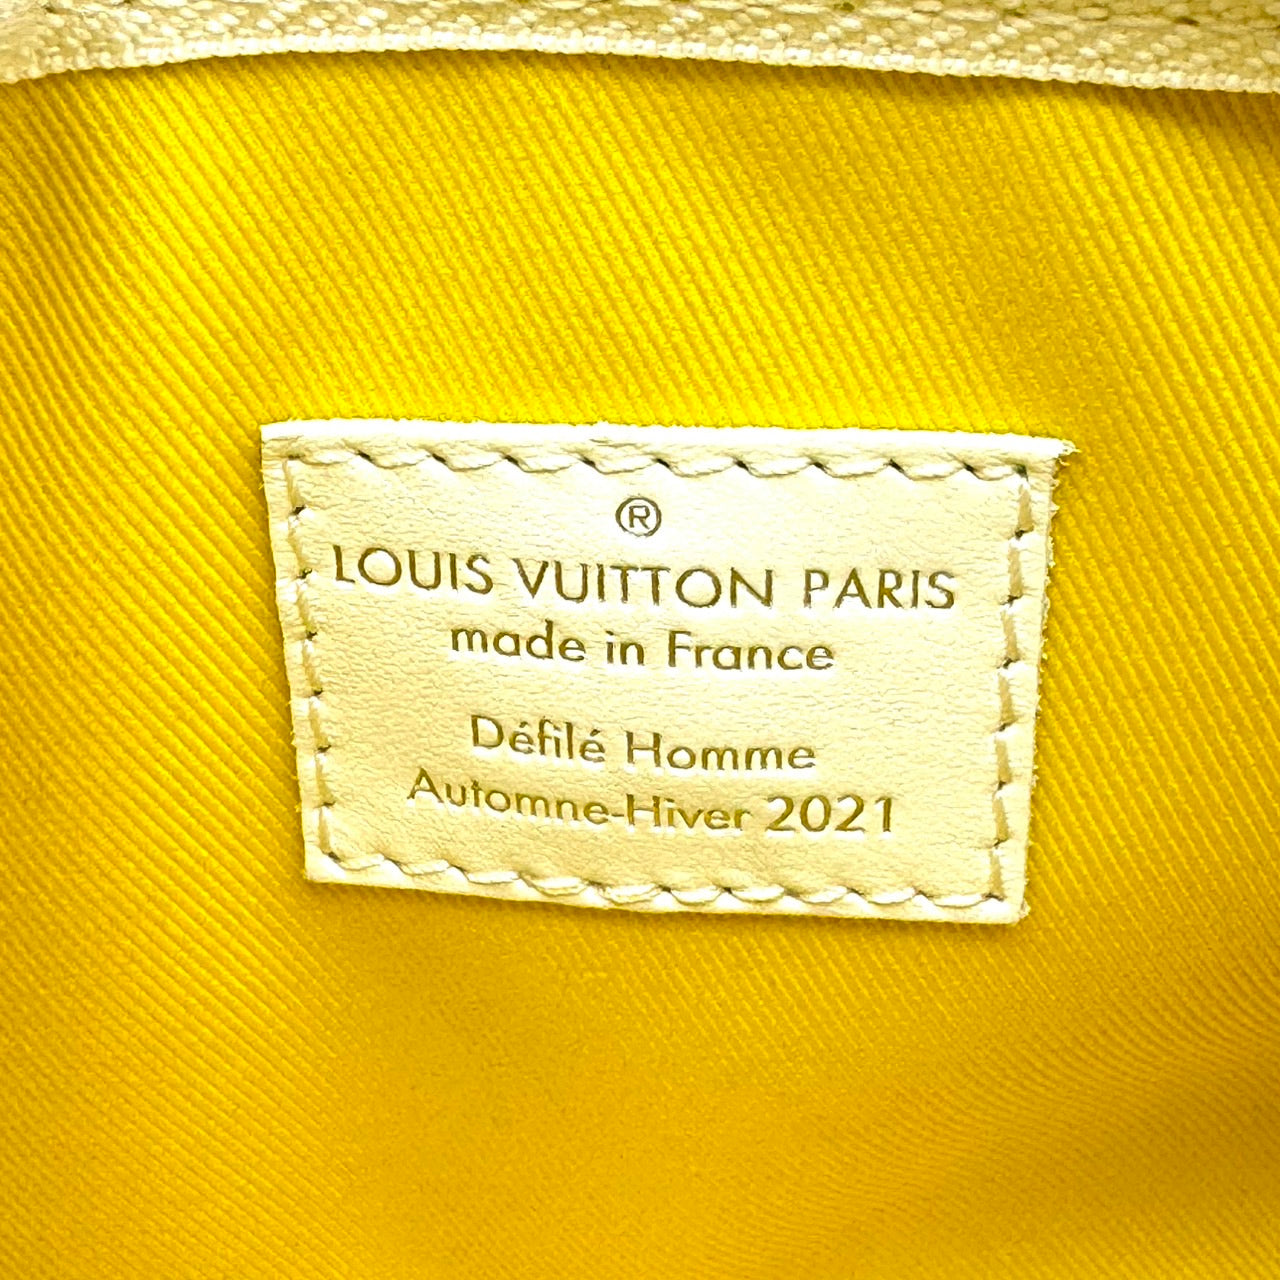 ®
LOUIS VUITTON PARIS
made in France
Défilé Homme
Automne-Hiver 2021